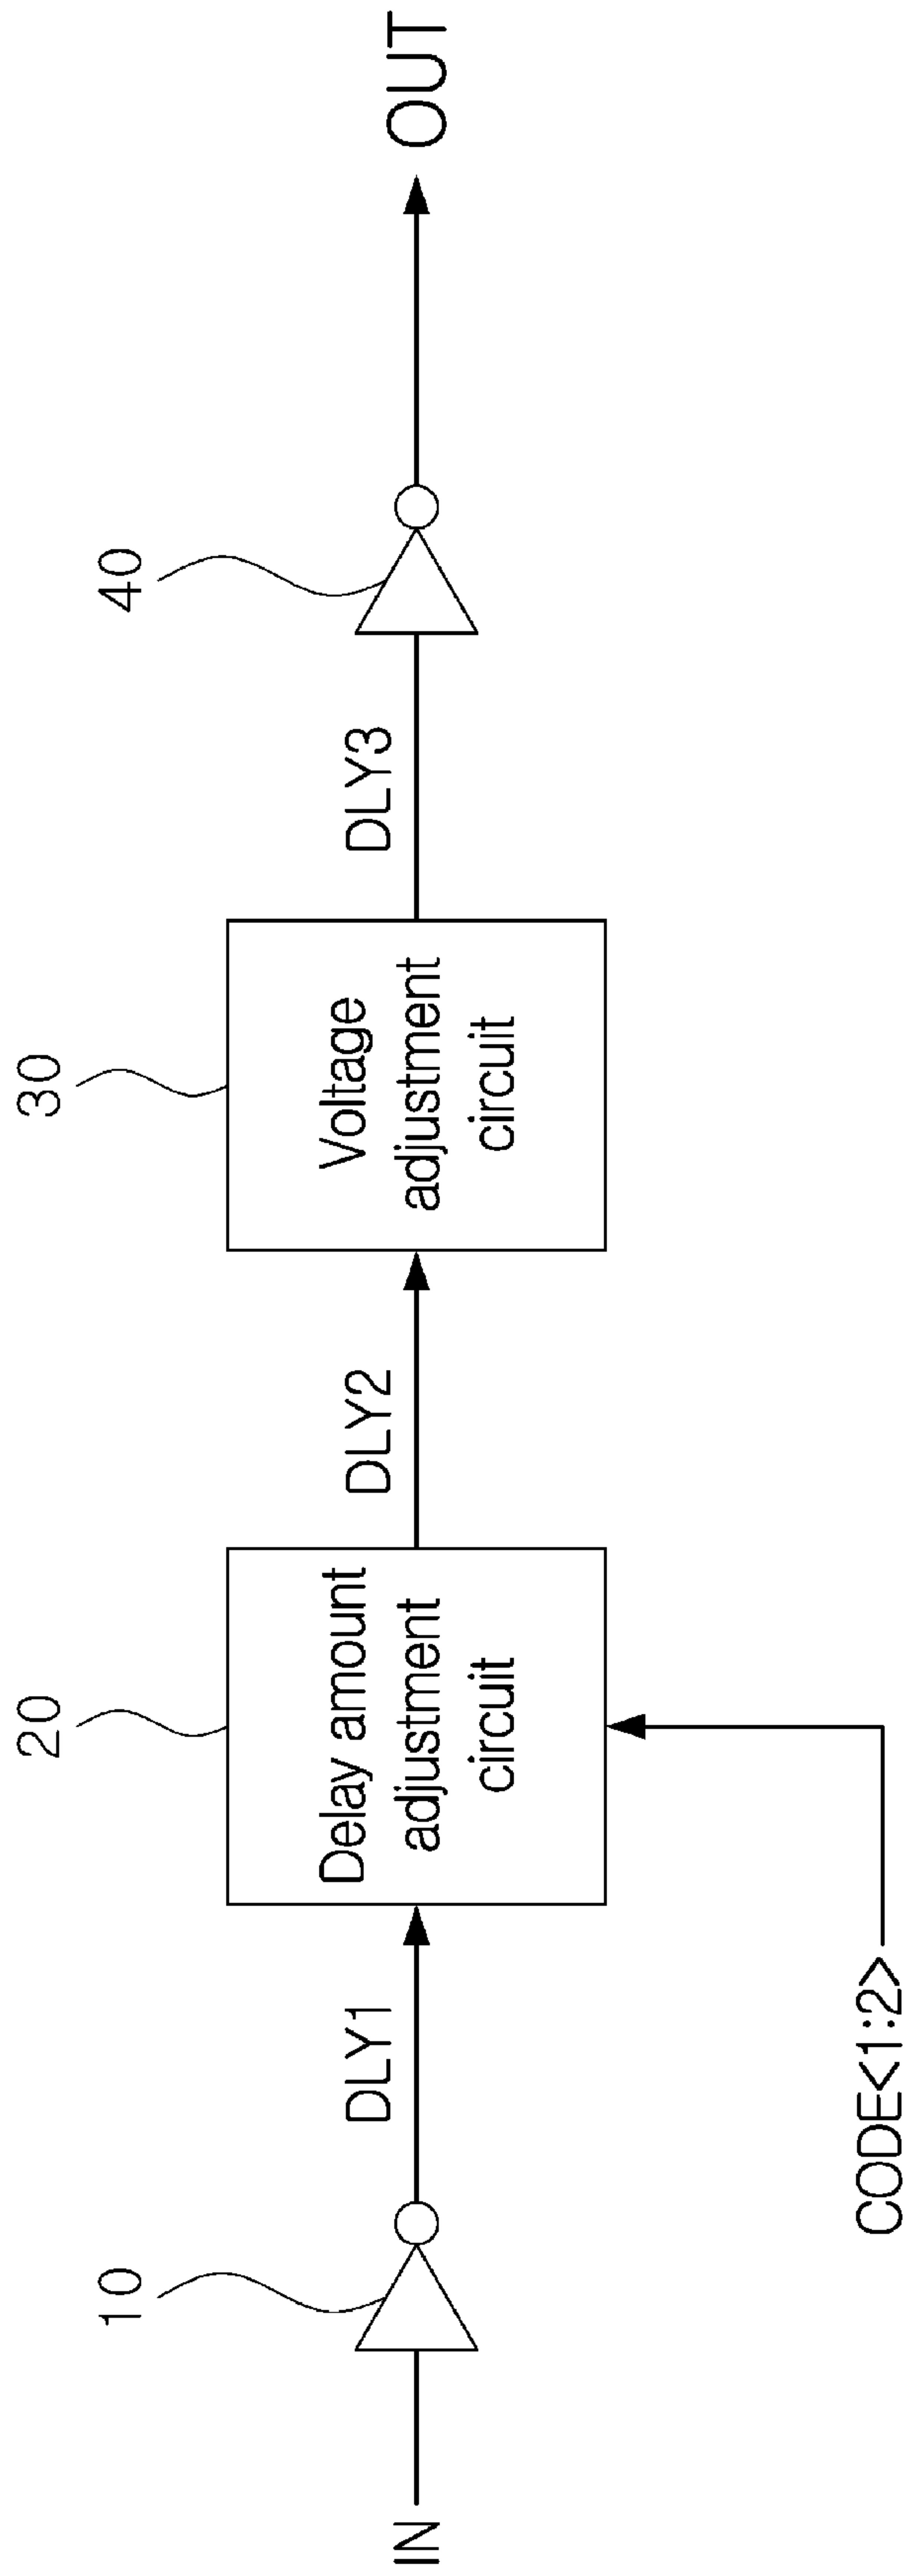 10
20
30
40
IN
DLY1
Delay amount
adjustment
circuit
DLY2
Voltage
adjustment
circuit
DLY3
OUT
CODE<1:2>